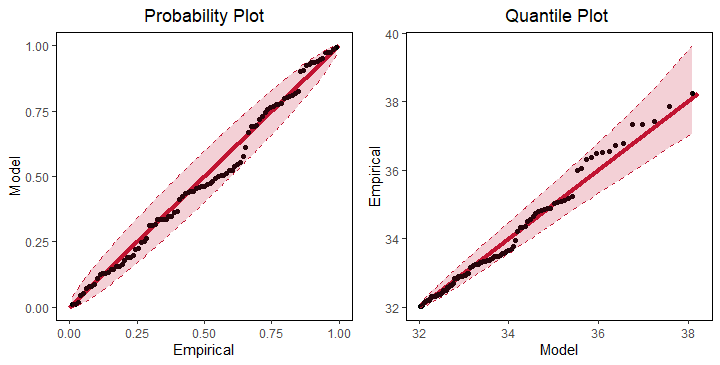 Probability Plot
1.00
0.75
0.50
0.25
0.00
Model
0.00 0.25 0.50 0.75 1.00
Empirical
Quantile Plot
40
38
36
34
32
Empirical
32 34 36 38
Model